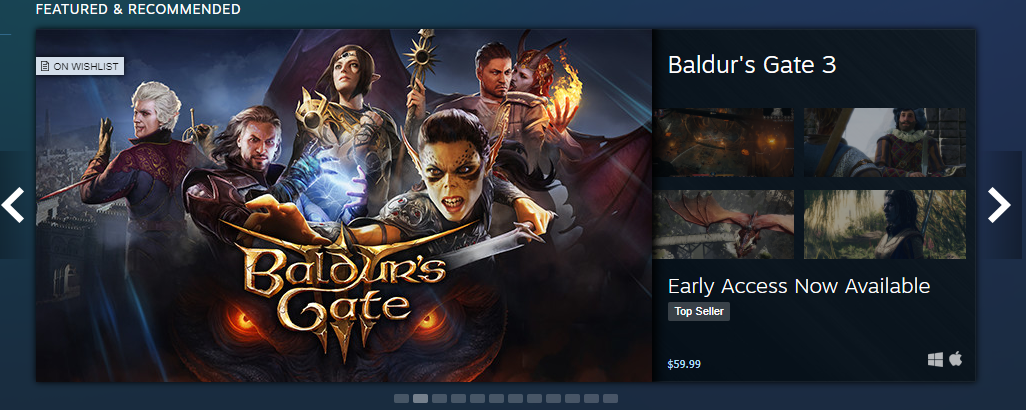 FEATURED & RECOMMENDED
ON WISHLIST
BALDUR'S
GATE
Baldur's Gate 3
Early Access Now Available
Top Seller
$59.99